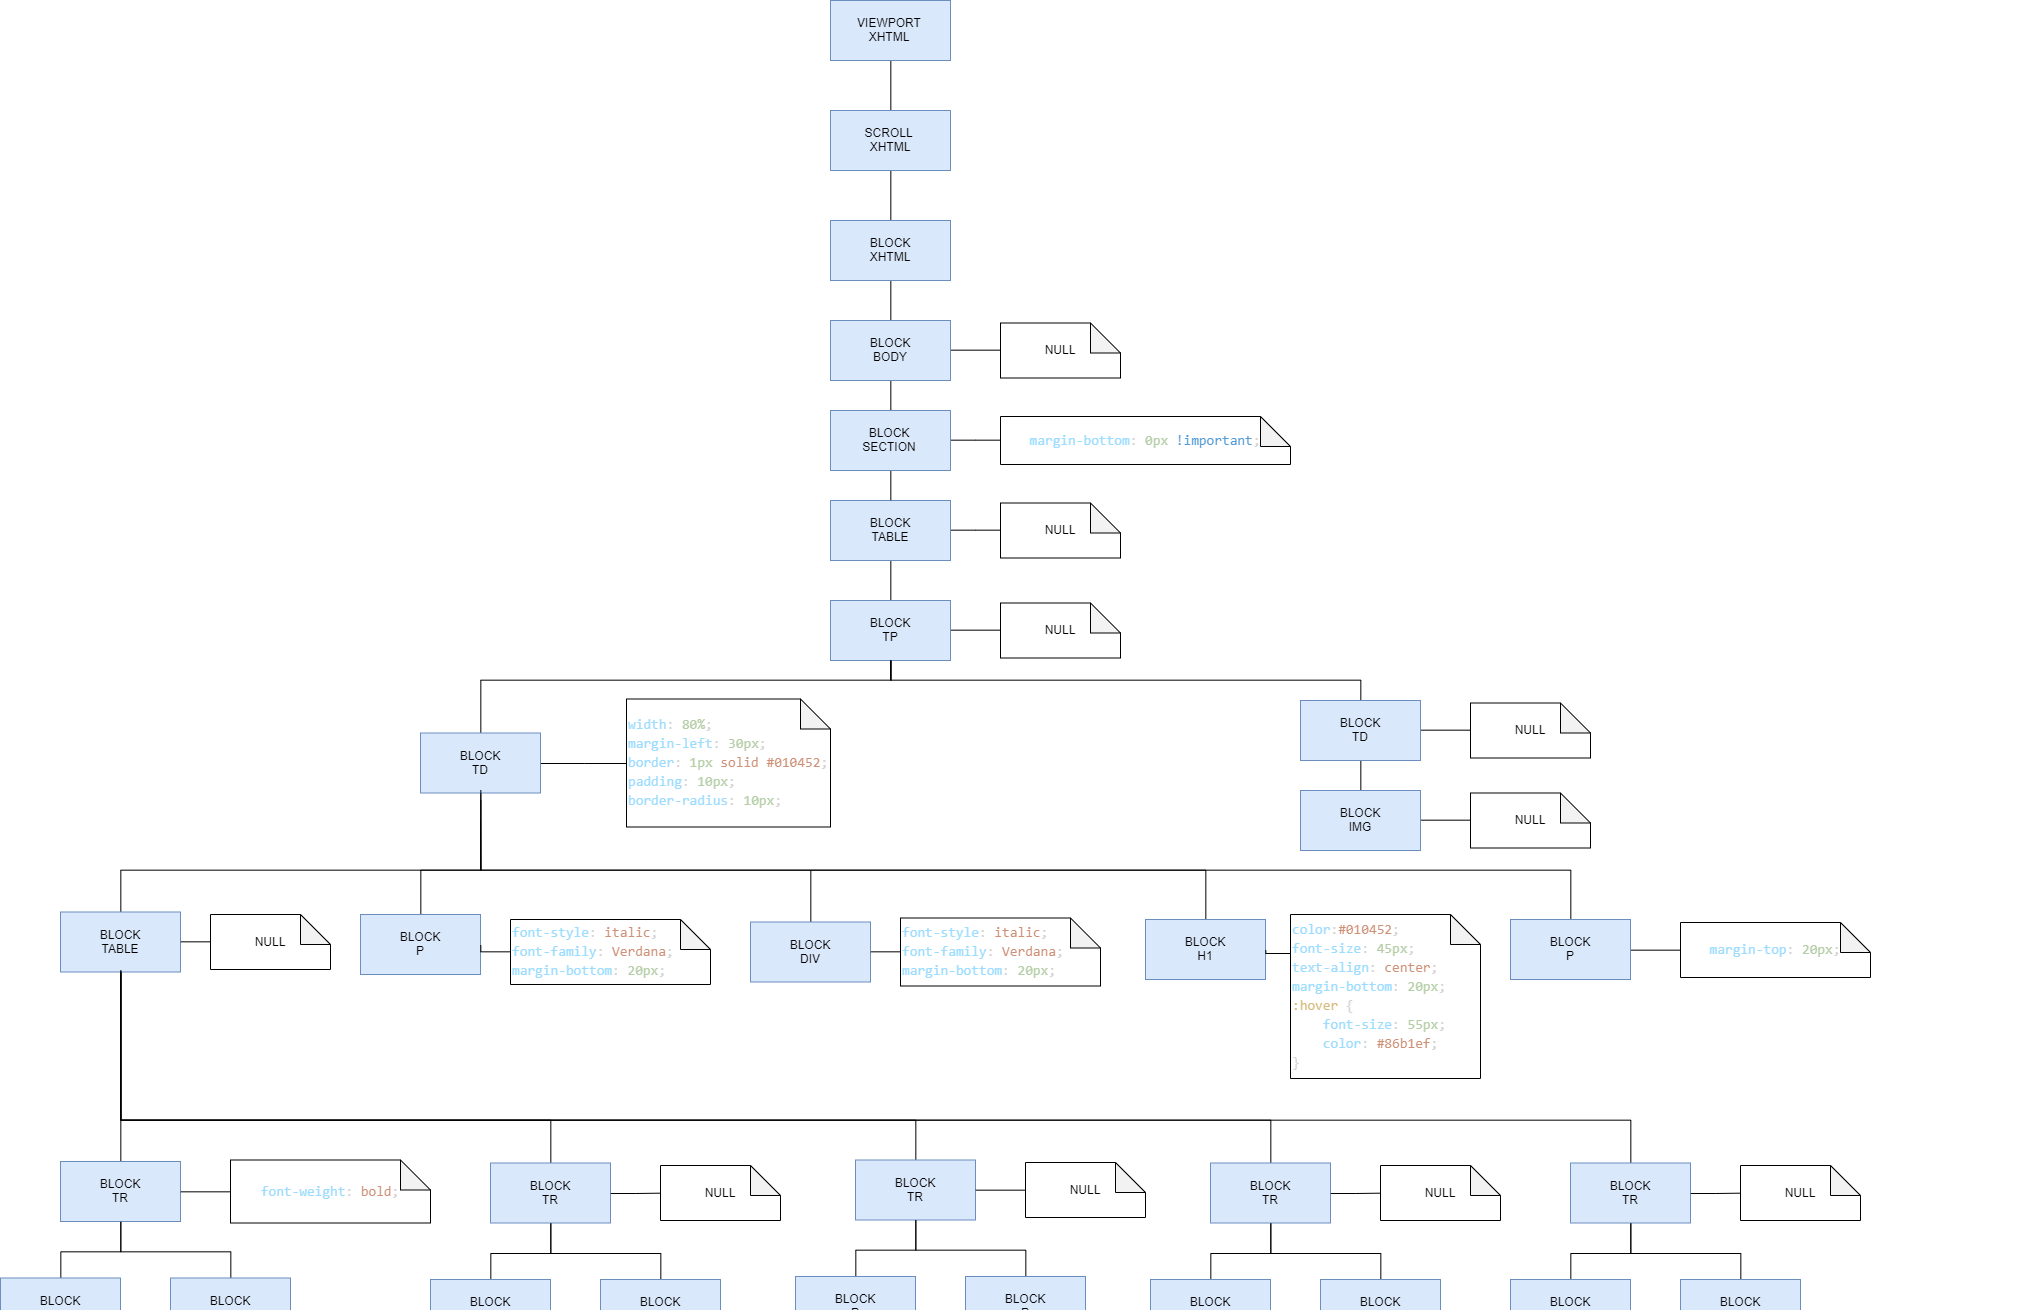 VIEWPORT
XHTML
SCROLL
XHTML
BLOCK
XHTML
BLOCK
BODY
NULL
BLOCK
SECTION
margin-bottom: 0px !important;
BLOCK
TABLE
NULL
BLOCK
TP
NULL
BLOCK
TD
width: 80%;
margin-left: 30px;
border: 1px solid #010452;
padding: 10px;
border-radius: 10px;
BLOCK
TD
NULL
BLOCK
IMG
NULL
BLOCK
TABLE
NULL
BLOCK
P
font-style: italic;
font-family: Verdana;
margin-bottom: 20px;
BLOCK
DIV
font-style: italic;
font-family: Verdana;
margin-bottom: 20px;
BLOCK
H1
color:#010452;
font-size: 45px;
text-align: center;
margin-bottom: 20px;
:hover {
font-size: 55px;
color: #86b1ef;
}
BLOCK
P
margin-top: 20px;
BLOCK
TR
font-weight: bold;
BLOCK
TR
NULL
BLOCK
TR
NULL
BLOCK
TR
NULL
BLOCK
TR
NULL
BLOCK
BLOCK
BLOCK
BLOCK
BLOCK
BLOCK
BLOCK
BLOCK
BLOCK
BLOCK